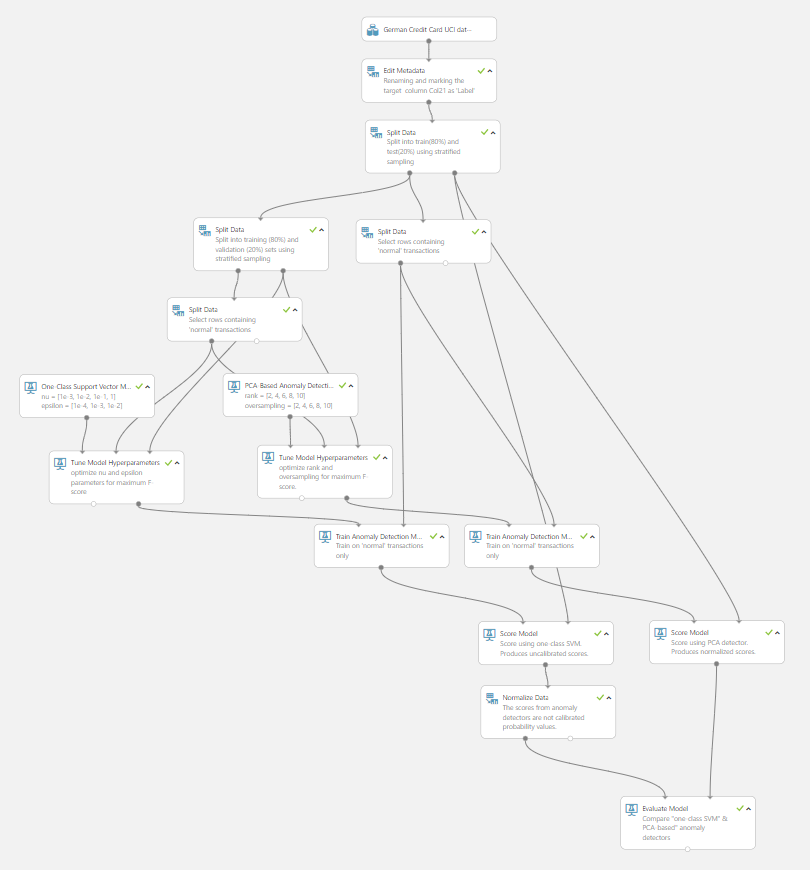 German Credit Card UCI dat...
Edit Metadata
Renaming and marking the
target column Col21 as 'Label'
Split Data
Split into train(80%) and
test(20%) using stratified
sampling
Split Data
Split into training (80%) and
validation (20%) sets using
stratified sampling
Split Data
Select rows containing
'normal' transactions
Split Data
Select rows containing
'normal' transactions
One-Class Support Vector M...
nu = [1e-3, 1e-2, 1e-1, 1]
epsilon = [1e-4, 1e-3, 1e-2]
PCA-Based Anomaly Detecti...
rank = [2, 4, 6, 8, 10]
oversampling = [2, 4, 6, 8, 10]
Tune Model Hyperparameters
optimize nu and epsilon
parameters for maximum F-
score
Tune Model Hyperparameters
optimize rank and
oversampling for maximum F
score.
Train Anomaly Detection M...
Train on 'normal' transactions
only
Train Anomaly Detection M...
Train on 'normal' transactions
only
Score Model
Score using one-class SVM.
Produces uncalibrated scores.
Score Model
Score using PCA detector.
Produces normalized scores.
Normalize Data
The scores from anomaly
detectors are not calibrated
probability values.
Evaluate Model
Compare "one-class SVM" &
PCA-based" anomaly
detectors